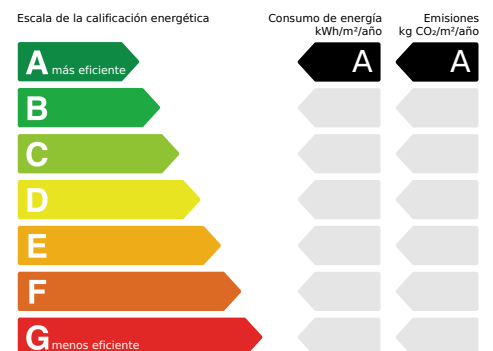 Escala de la calificación energética
Consumo de energía
kWh/m²/año
Emisiones
kg CO₂/m²/año
A más eficiente
A
A
B
C
D
E
F
G menos eficiente